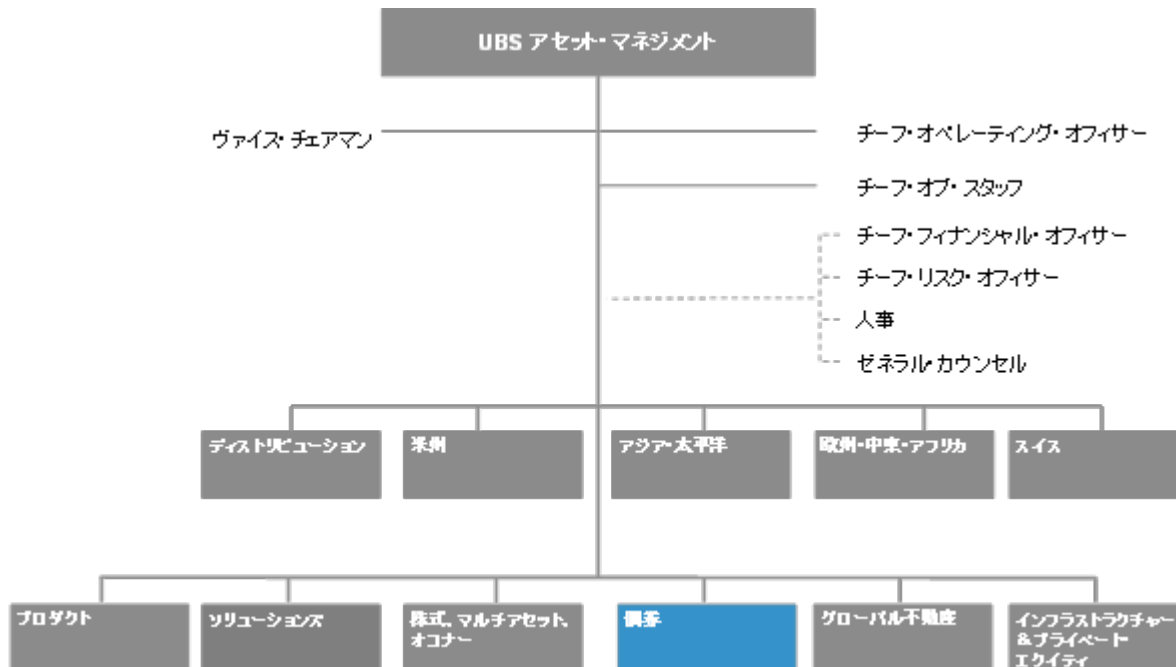 UBS アセット・マネジメント
ヴァイス・チェアマン
チーフ・オペレーティング・オフィサー
チーフ・オブ・スタッフ
チーフ・フィナンシャル・オフィサー
チーフ・リスク・オフィサー
人事
ゼネラル・カウンセル
ディストリビューション
米州
アジア・太平洋
欧州・中東・アフリカ
スイス
プロダクト
ソリューションズ
株式、マルチアセット、
オコナー
債券
グローバル不動産
インフラストラクチャー
&プライベート
エクイティ